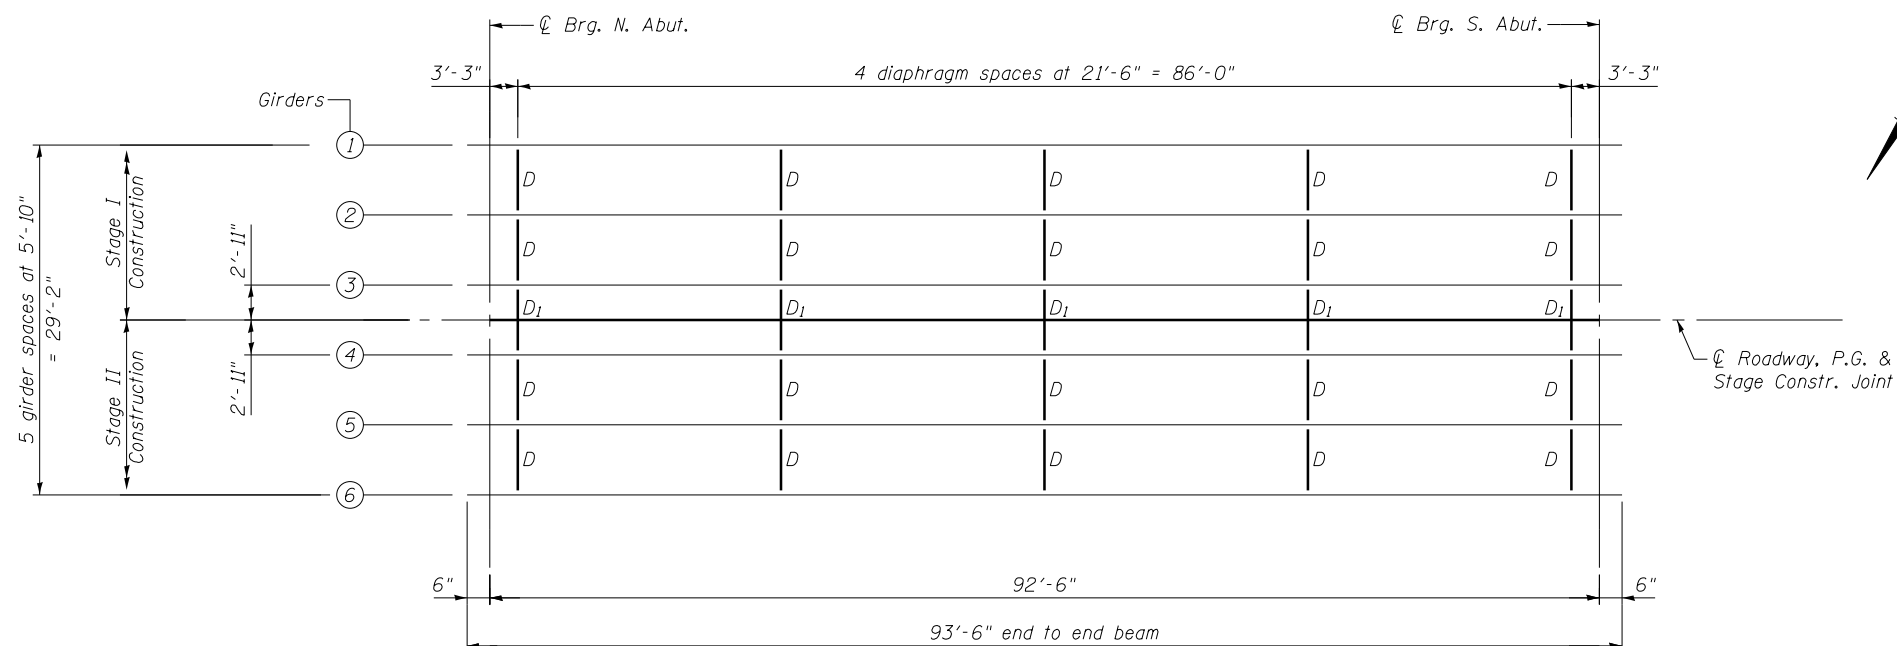 ℄ Brg. N. Abut.
℄ Brg. S. Abut.
3'-3"
4 diaphragm spaces at 21'-6" = 86'-0"
3'-3"
Girders
1
D D D D D
2
D D D D D
3
D1 D1 D1 D1 D1
4
D D D D D
5
D D D D D
6
5 girder spaces at 5'-10"
= 29'-2"
Stage I
Construction
Stage II
Construction
2'-11"
2'-11"
℄ Roadway, P.G. &
Stage Constr. Joint
6"
92'-6"
6"
93'-6" end to end beam